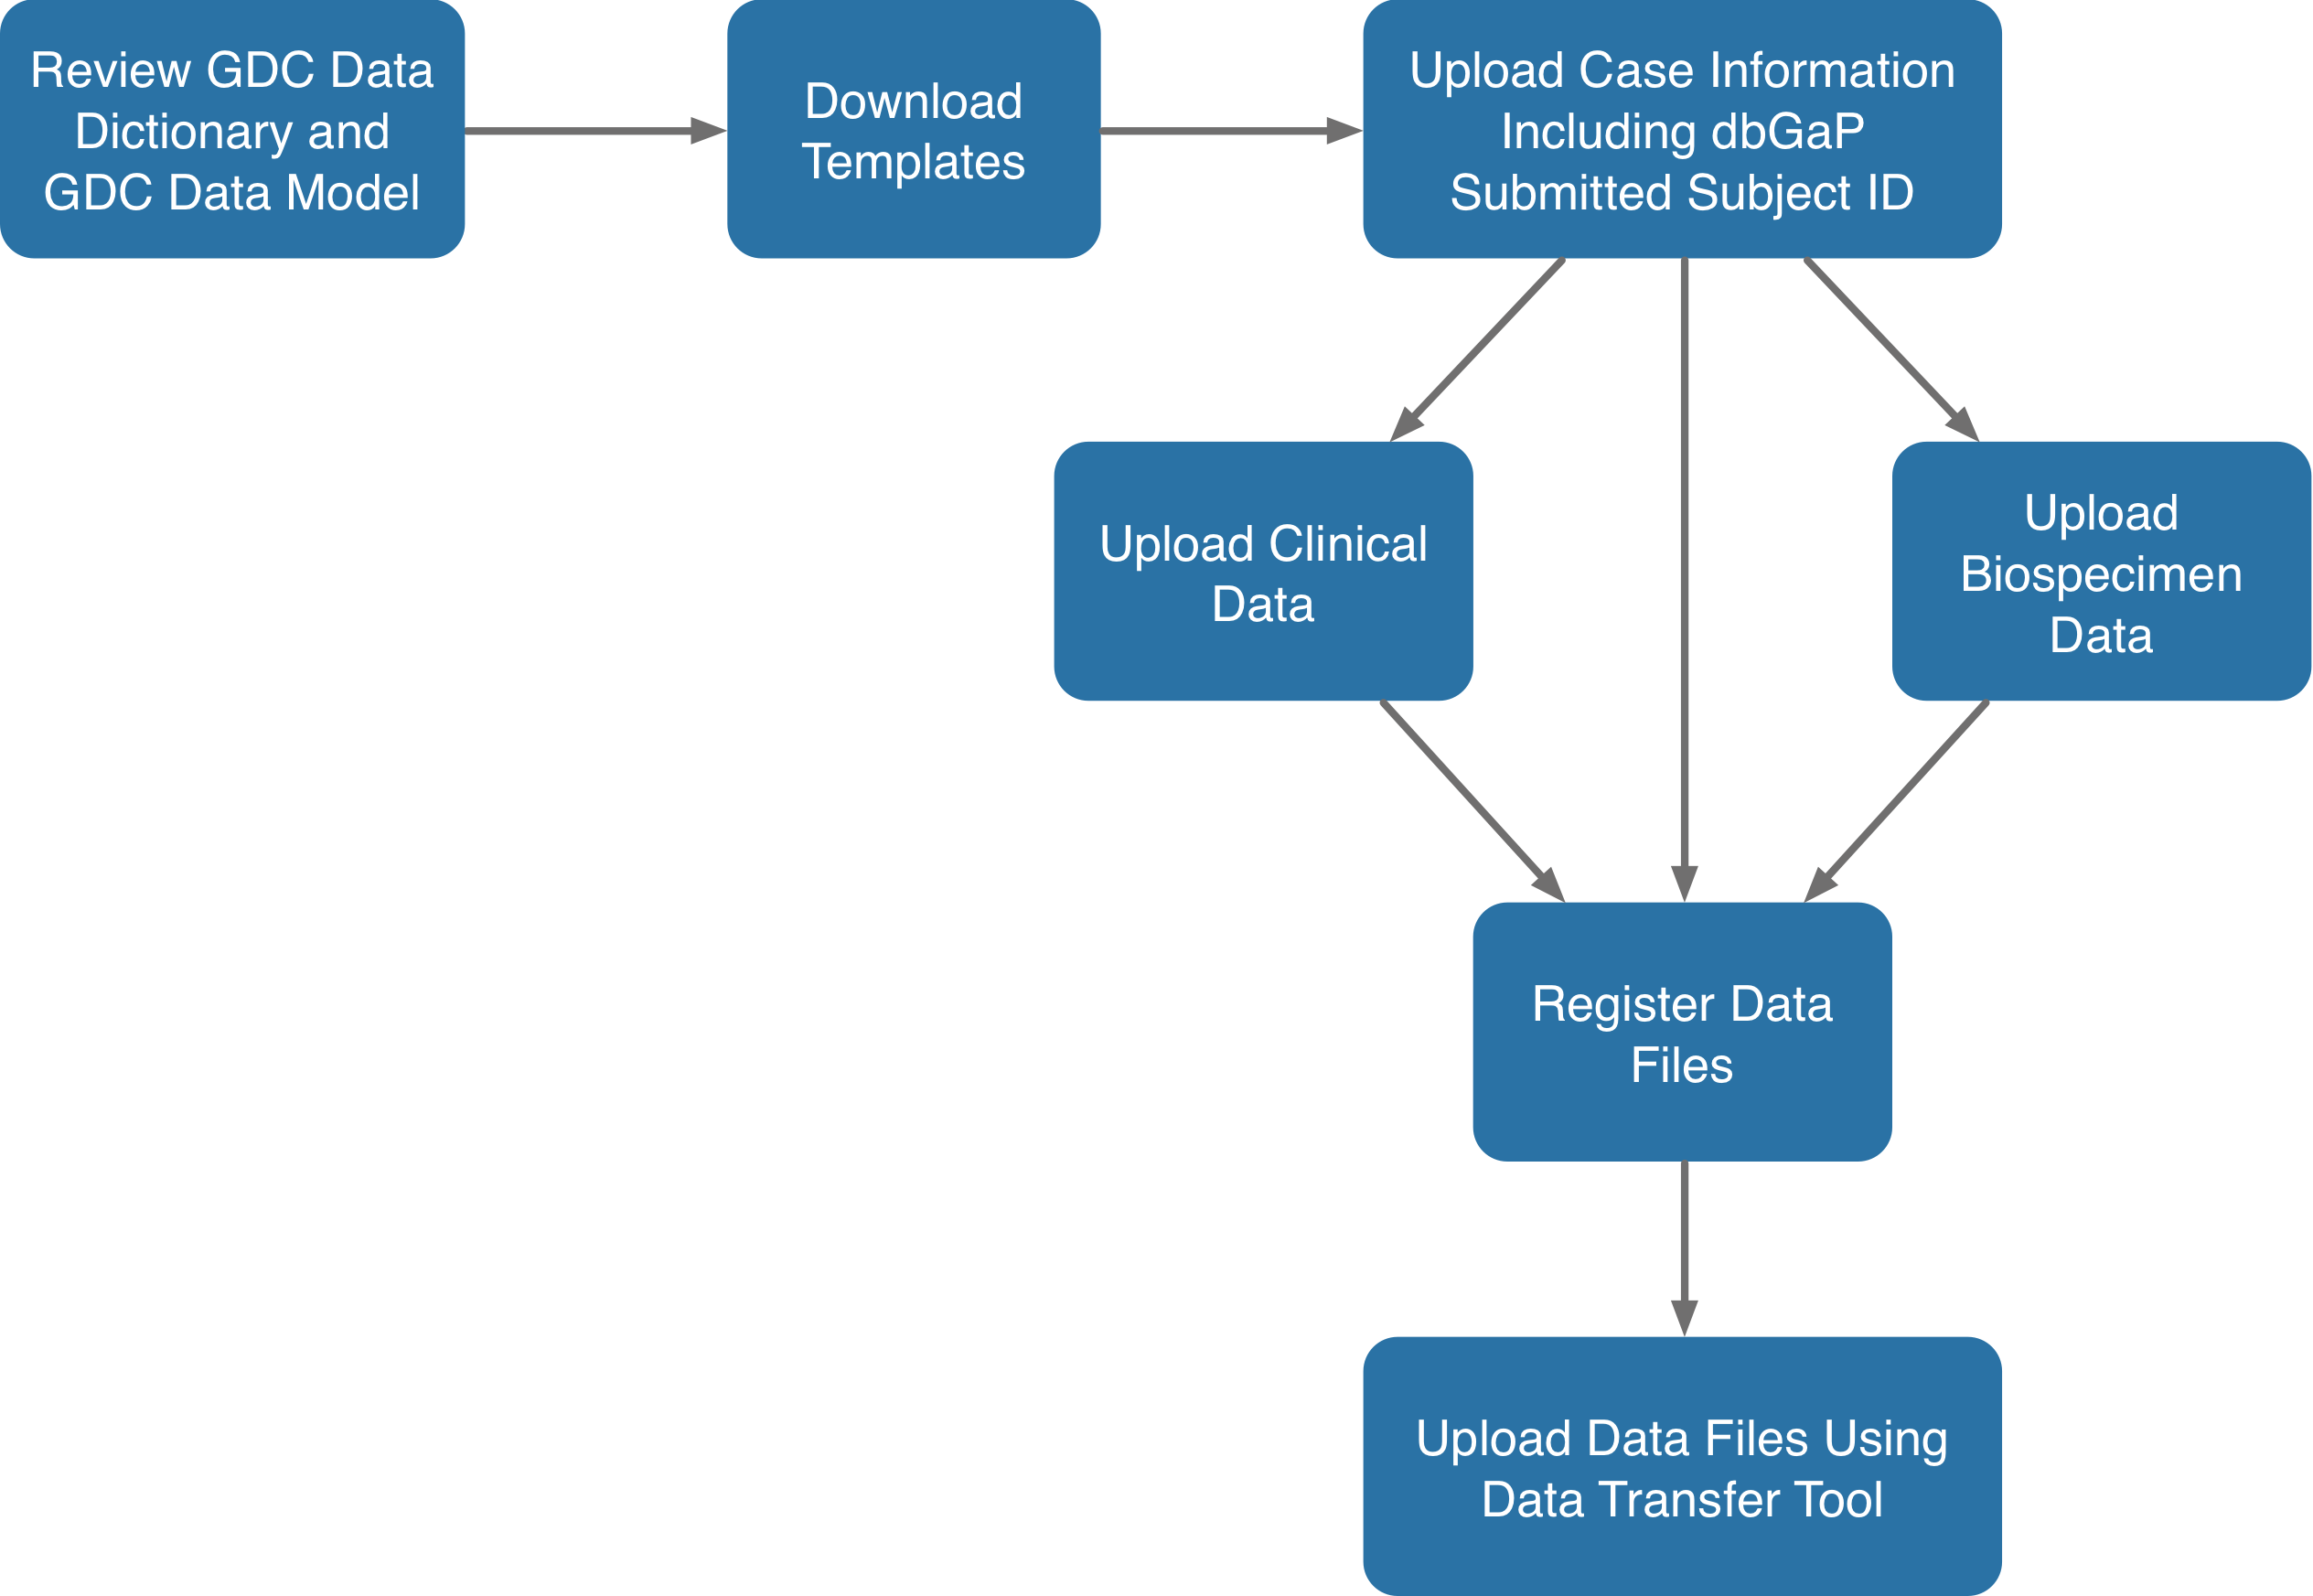 Review GDC Data
Dictionary and
GDC Data Model
Download
Templates
Upload Case Information
Including dbGaP
Submitted Subject ID
Upload Clinical
Data
Upload
Biospecimen
Data
Register Data
Files
Upload Data Files Using
Data Transfer Tool